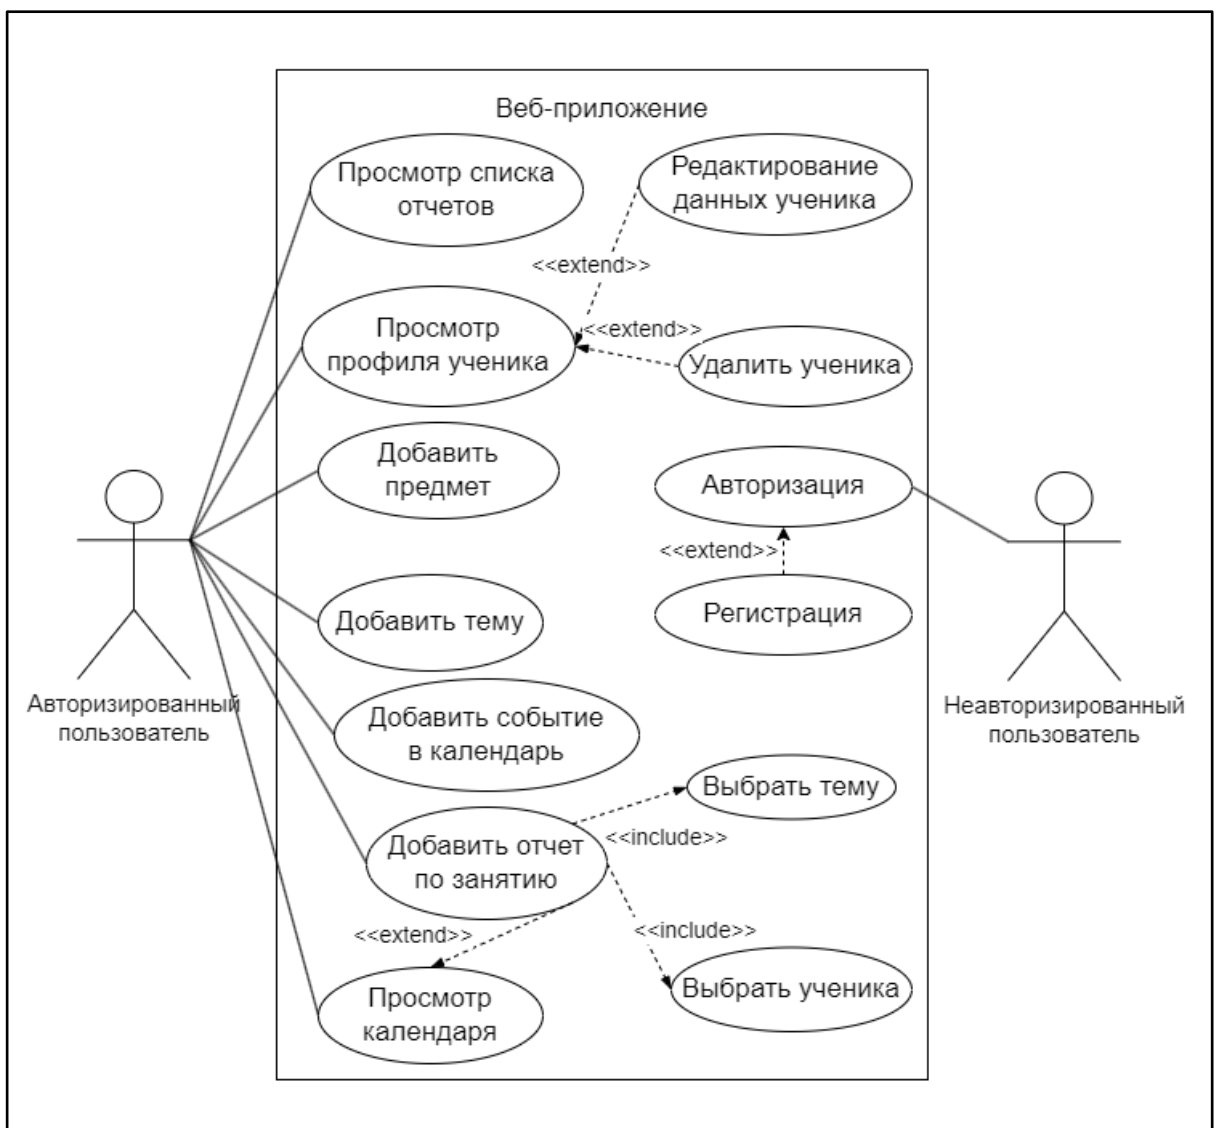 Веб-приложение
Просмотр списка
отчетов
Редактирование
данных ученика
<<extend>>
Просмотр
профиля ученика
<<extend>>
Удалить ученика
Добавить
предмет
Авторизация
<<extend>>
Регистрация
Добавить тему
Авторизированный
пользователь
Неавторизированный
пользователь
Добавить событие
в календарь
Выбрать тему
<<include>>
Добавить отчет
по занятию
<<extend>>
<<include>>
Выбрать ученика
Просмотр
календаря